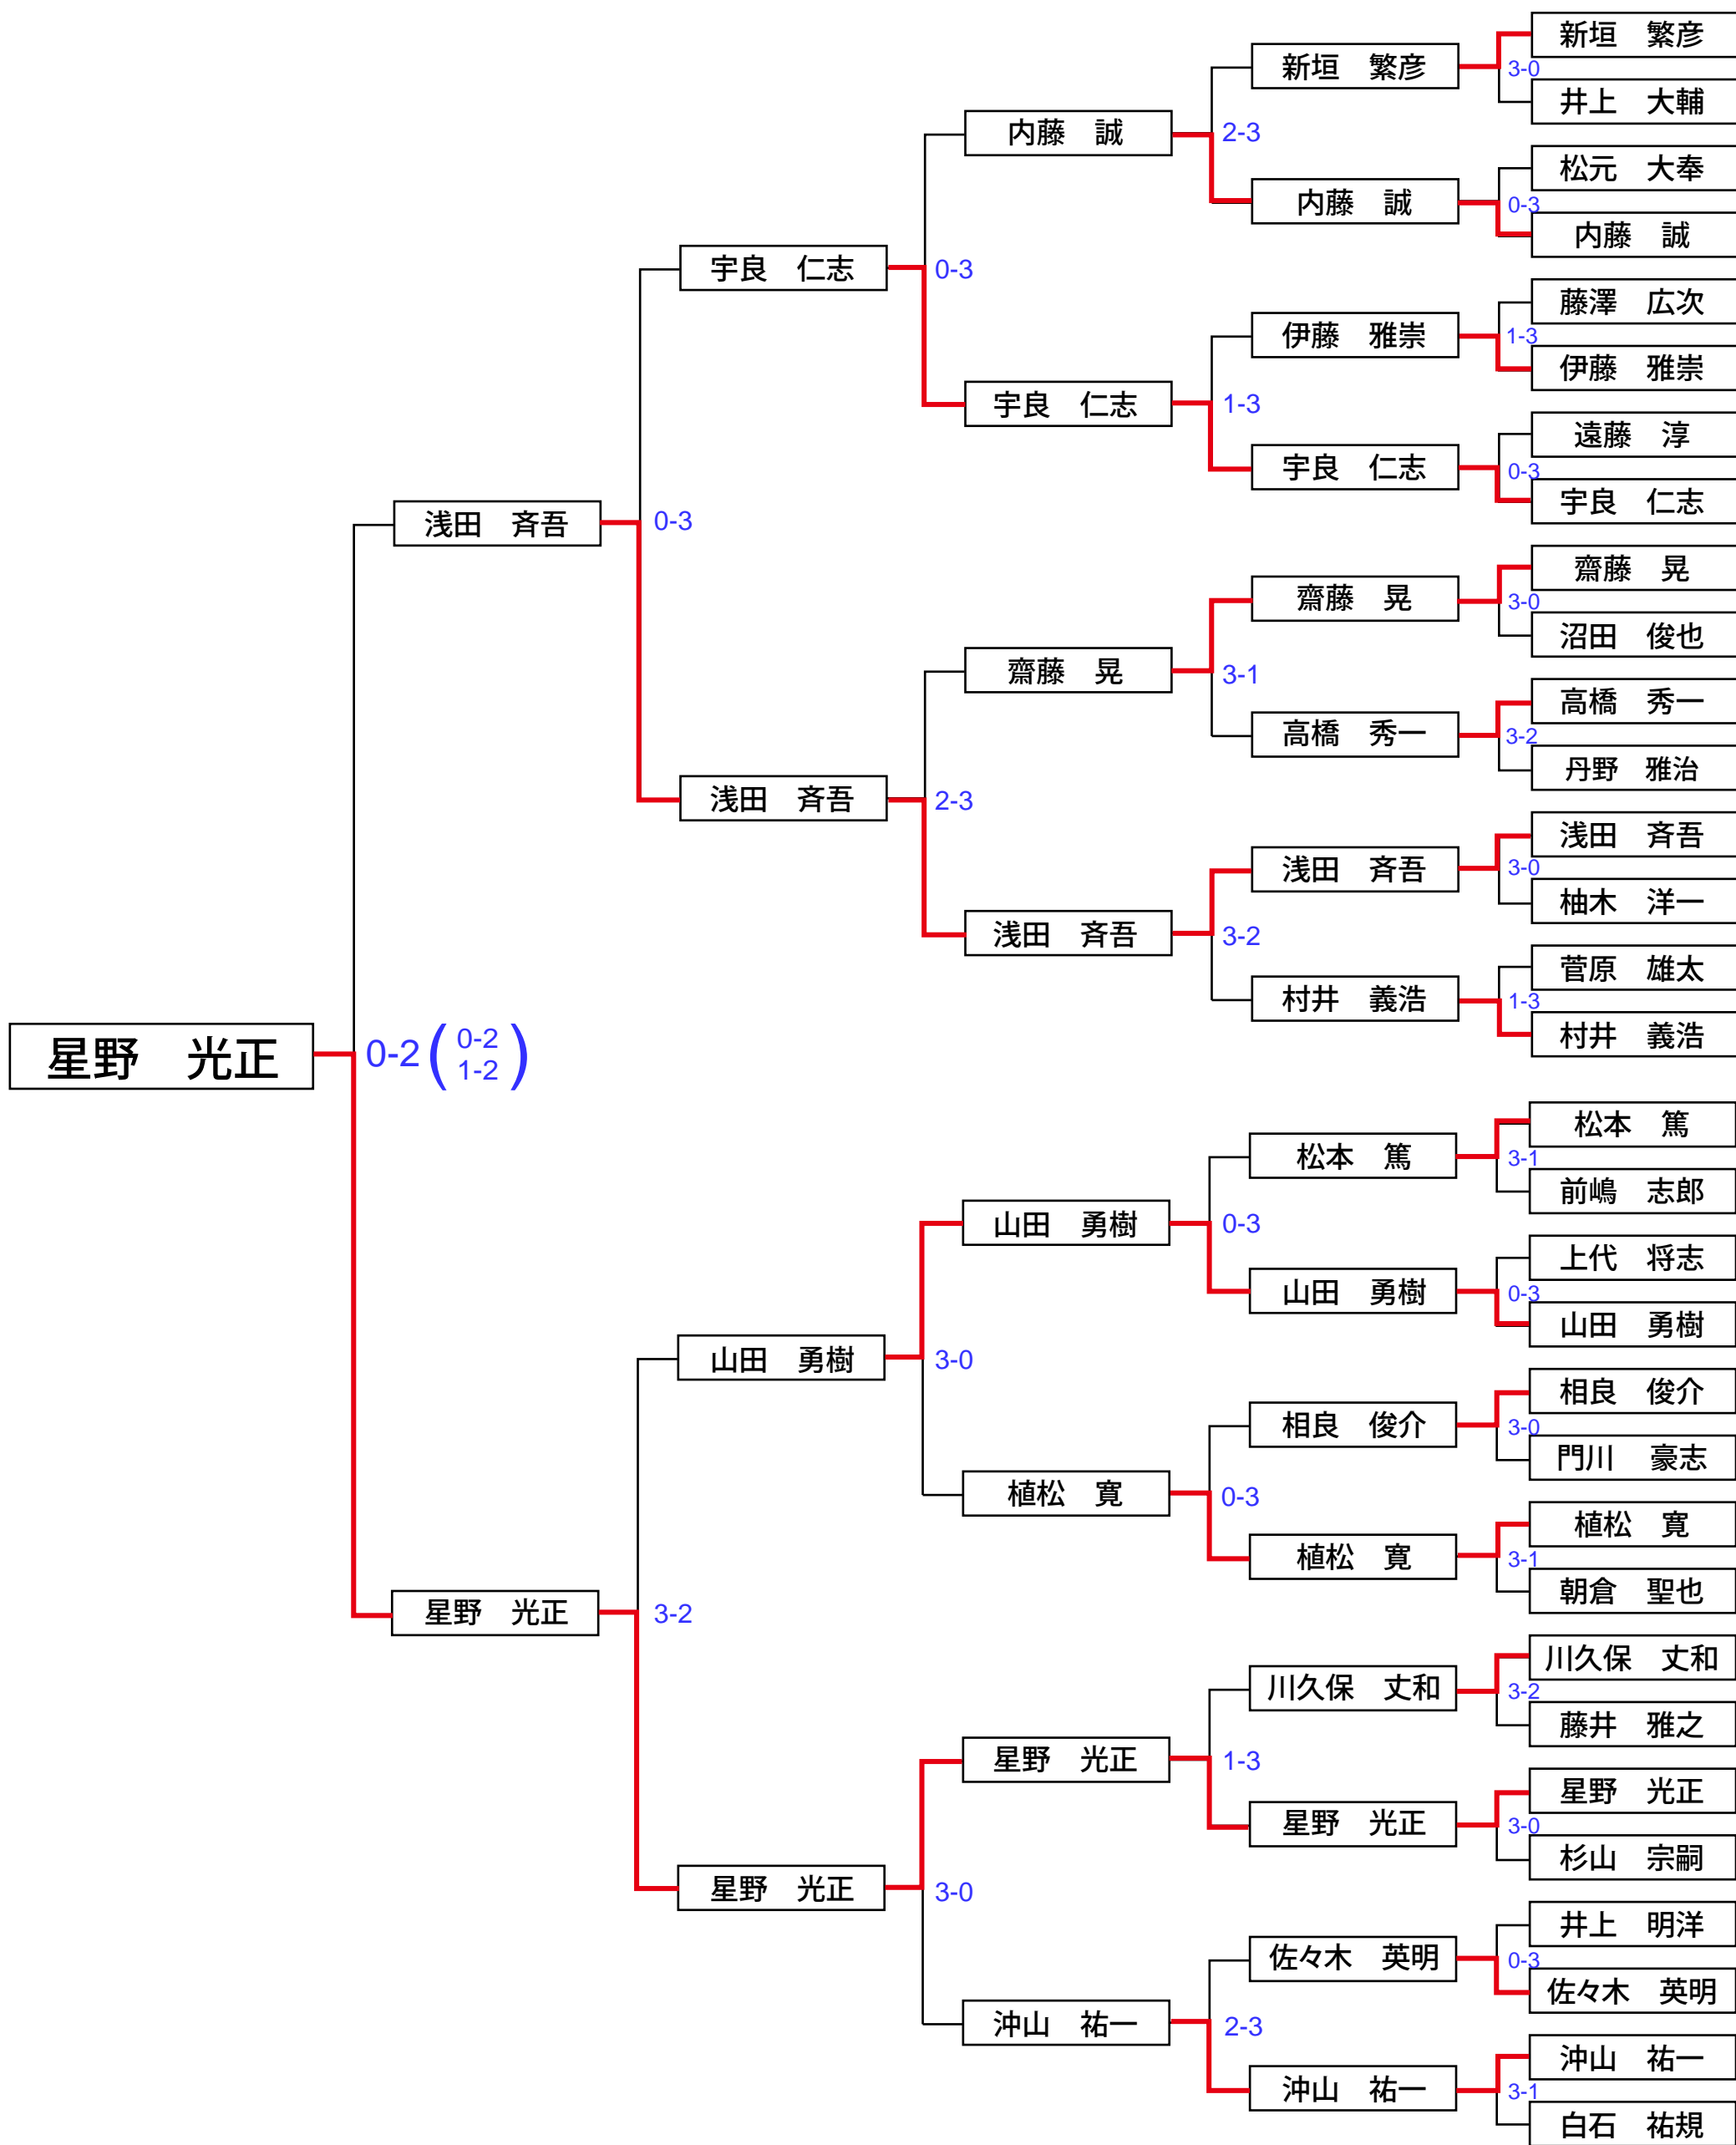 新垣　繁彦
新垣　繁彦
3-0
井上　大輔
内藤　誠
2-3
松元　大奉
内藤　誠
0-3
内藤　誠
宇良　仁志
0-3
藤澤　広次
伊藤　雅崇
1-3
伊藤　雅崇
宇良　仁志
1-3
遠藤　淳
宇良　仁志
0-3
宇良　仁志
浅田　斉吾
0-3
齋藤　晃
齋藤　晃
3-0
沼田　俊也
齋藤　晃
3-1
高橋　秀一
高橋　秀一
3-2
丹野　雅治
浅田　斉吾
2-3
浅田　斉吾
浅田　斉吾
3-0
柚木　洋一
浅田　斉吾
3-2
菅原　雄太
村井　義浩
1-3
村井　義浩
星野　光正
0-2 (
0-2
1-2
)
松本　篤
松本　篤
3-1
前嶋　志郎
山田　勇樹
0-3
上代　将志
山田　勇樹
0-3
山田　勇樹
山田　勇樹
3-0
相良　俊介
相良　俊介
3-0
門川　豪志
植松　寛
0-3
植松　寛
植松　寛
3-1
朝倉　聖也
星野　光正
3-2
川久保　丈和
川久保　丈和
3-2
藤井　雅之
星野　光正
1-3
星野　光正
星野　光正
3-0
杉山　宗嗣
星野　光正
3-0
井上　明洋
佐々木　英明
0-3
佐々木　英明
沖山　祐一
2-3
沖山　祐一
沖山　祐一
3-1
白石　祐規